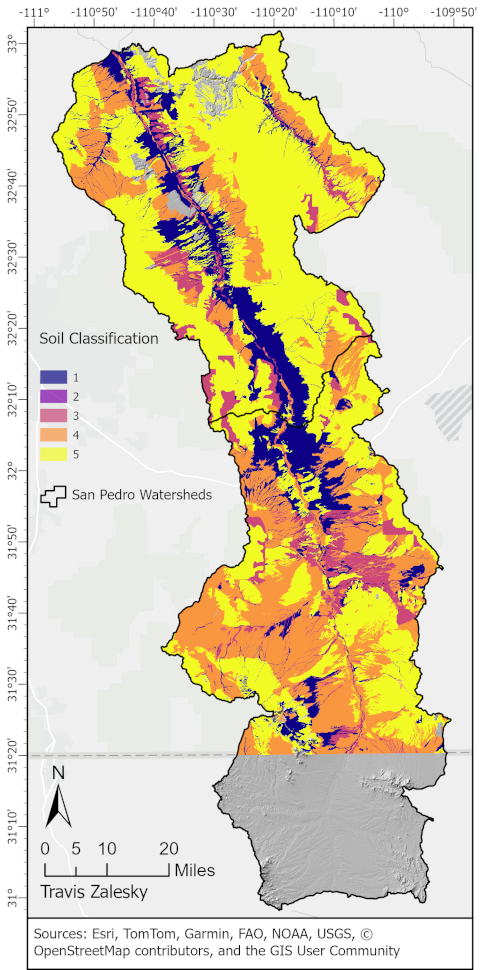 -111° -110°50' -110°40' -110°30' -110°20' -110°10' -110° -109°50'
33°
32°50'
32°40'
32°30'
32°20'
32°10'
32°
31°50'
31°40'
31°30'
31°20'
31°10'
31°
Soil Classification
1
2
3
4
5
San Pedro Watersheds
N
0 5 10 20
Miles
Travis Zalesky
Sources: Esri, TomTom, Garmin, FAO, NOAA, USGS, ©
OpenStreetMap contributors, and the GIS User Community